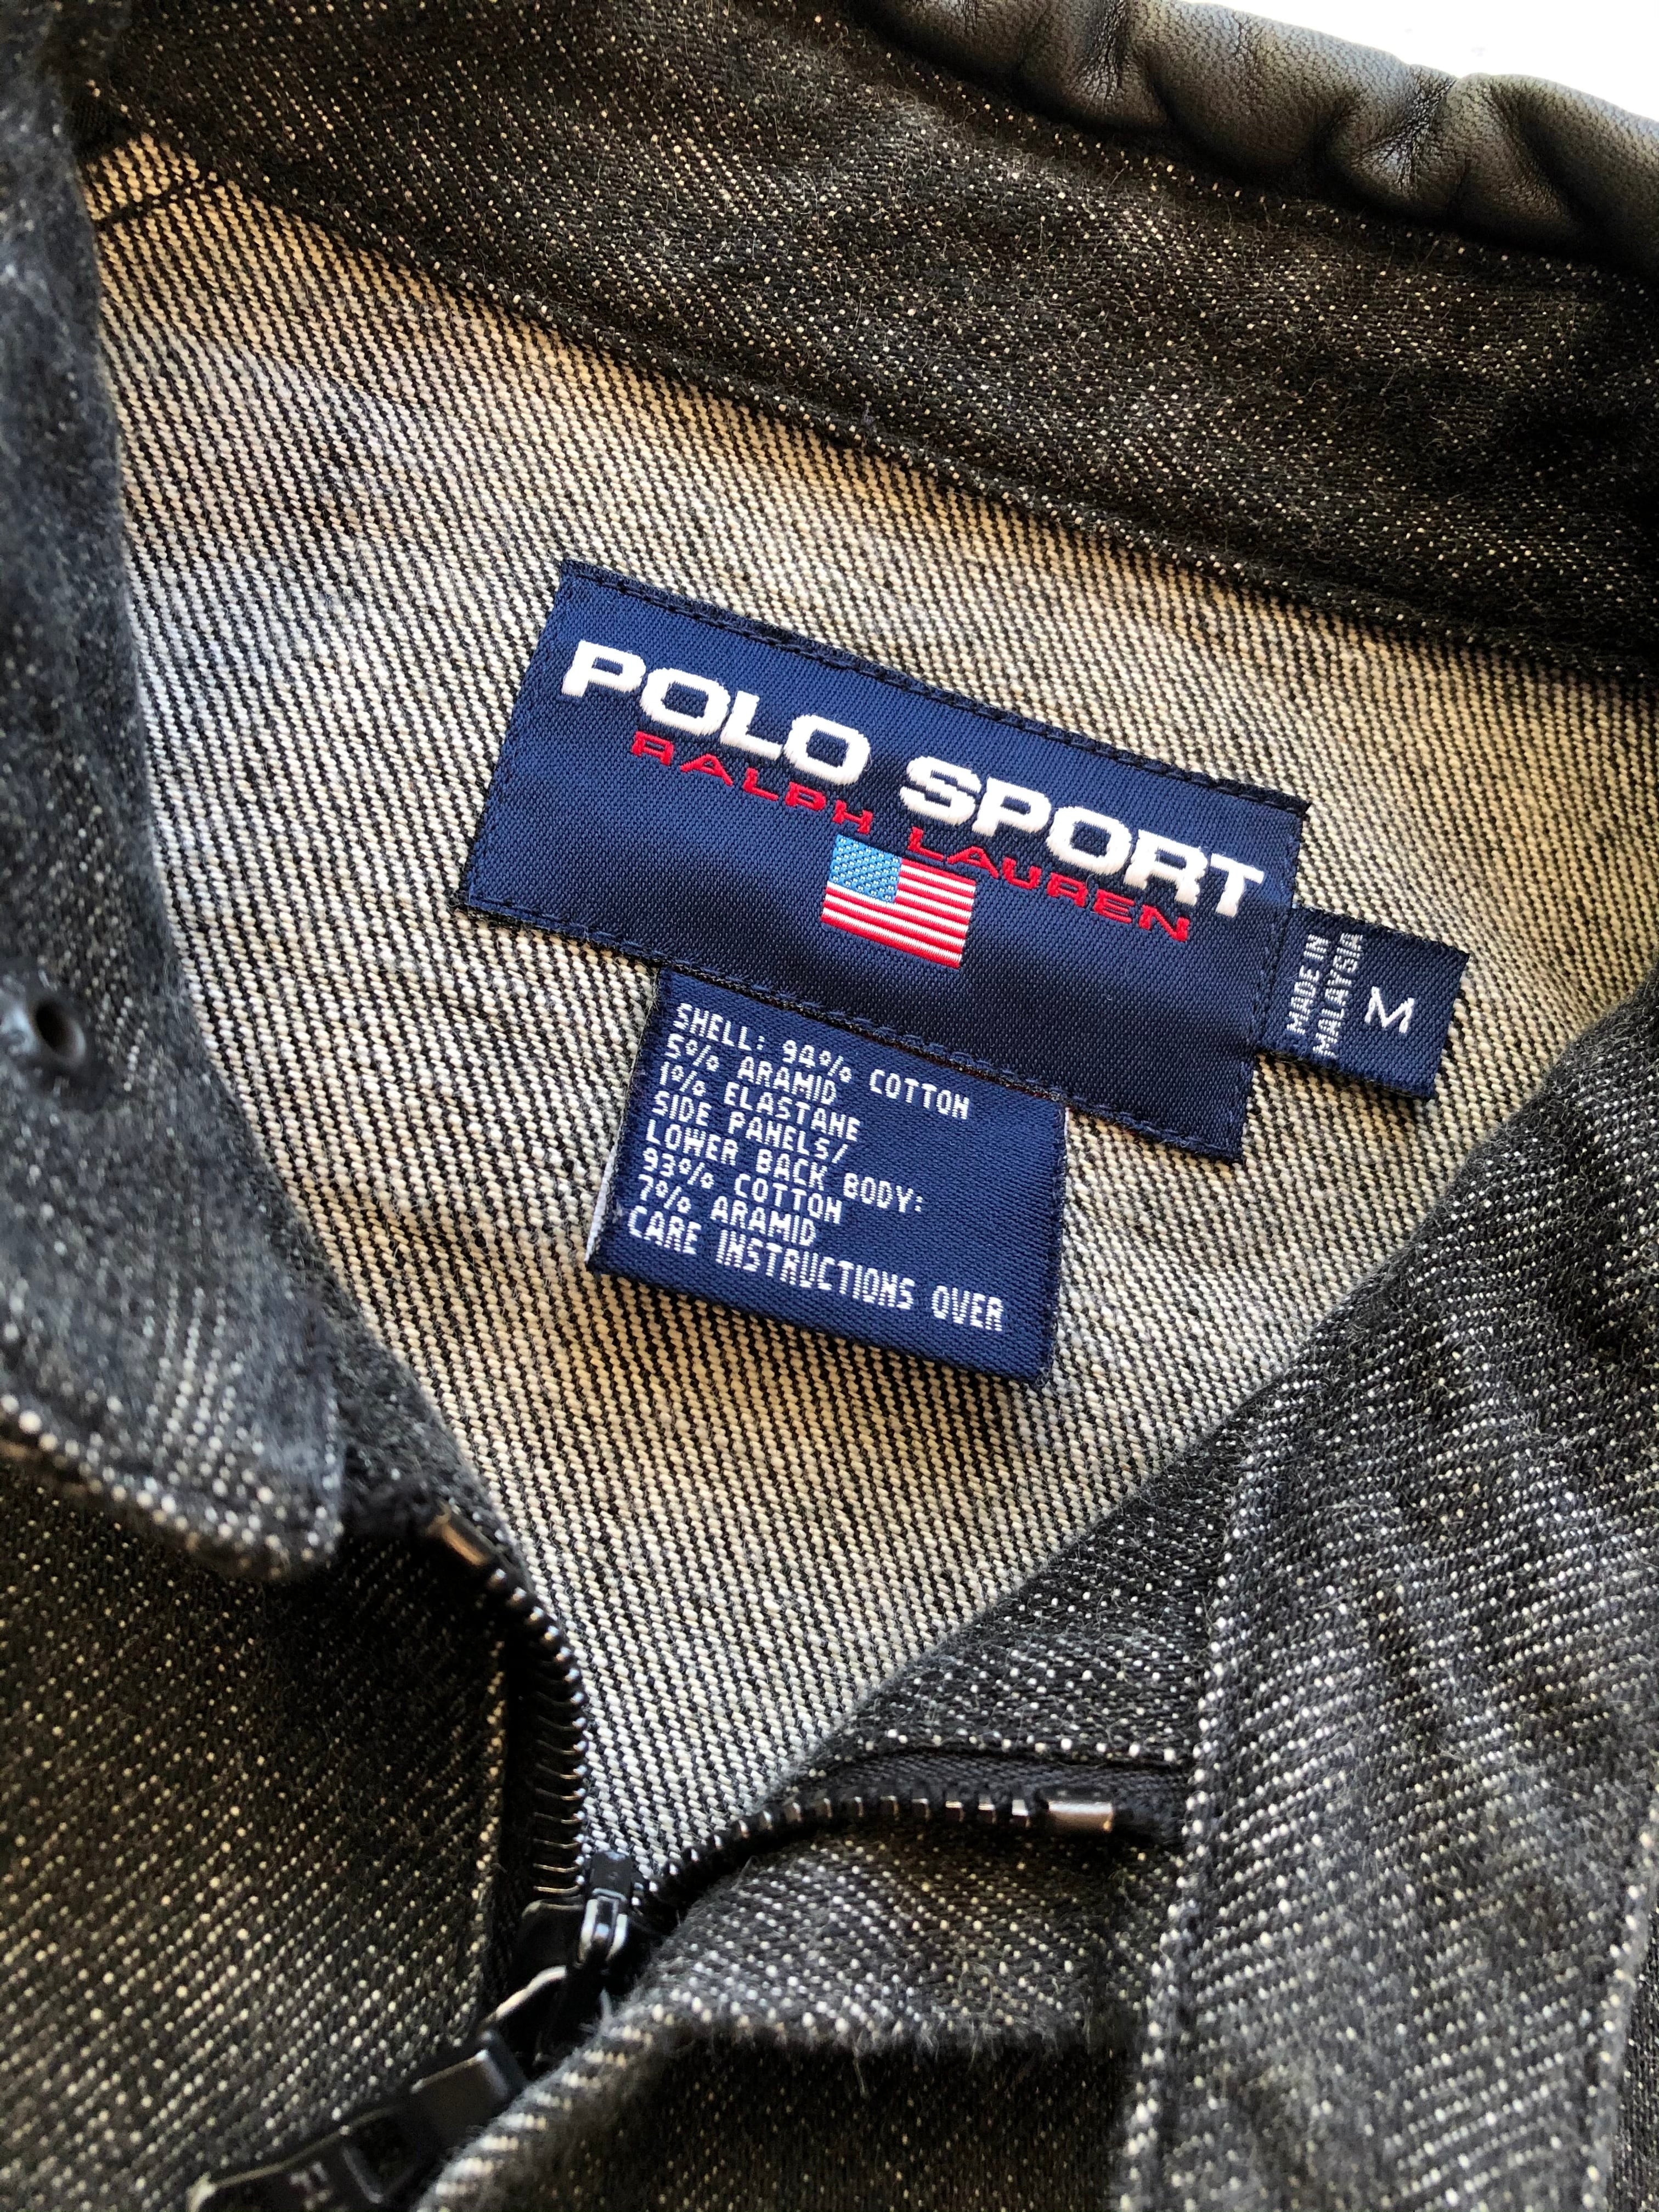 POLO SPORT
RALPH LAUREN
MADE IN
MALAYSIA
M
SHELL: 94% COTTON
5% ARAMID
1% ELASTANE
SIDE PANELS/
LOWER BACK BODY:
93% COTTON
7% ARAMID
CARE INSTRUCTIONS OVER